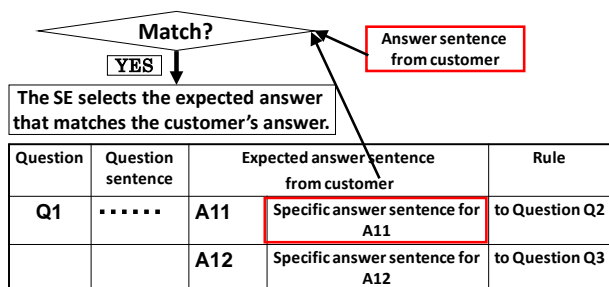 Match?
Answer sentence
from customer
YES
The SE selects the expected answer
that matches the customer's answer.
Question
Question
sentence
Expected answer sentence
from customer
Rule
Q1
······
A11
Specific answer sentence for
A11
to Question Q2
A12
Specific answer sentence for
A12
to Question Q3